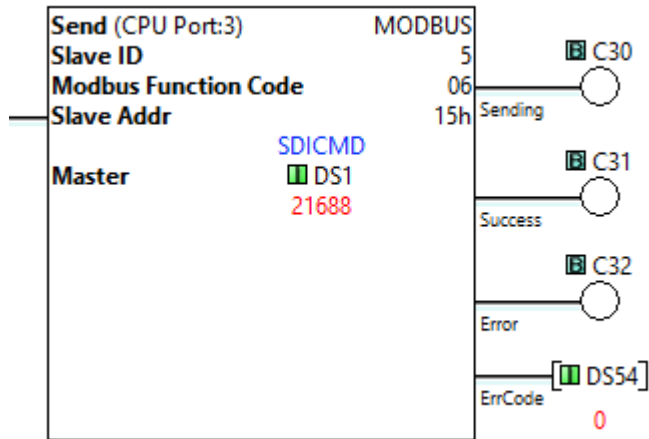 Send (CPU Port:3) MODBUS
Slave ID 5
Modbus Function Code 06
Slave Addr 15h
SDICMD
Master DS1
21688
B C30
Sending
B C31
Success
B C32
Error
DS54
ErrCode
0